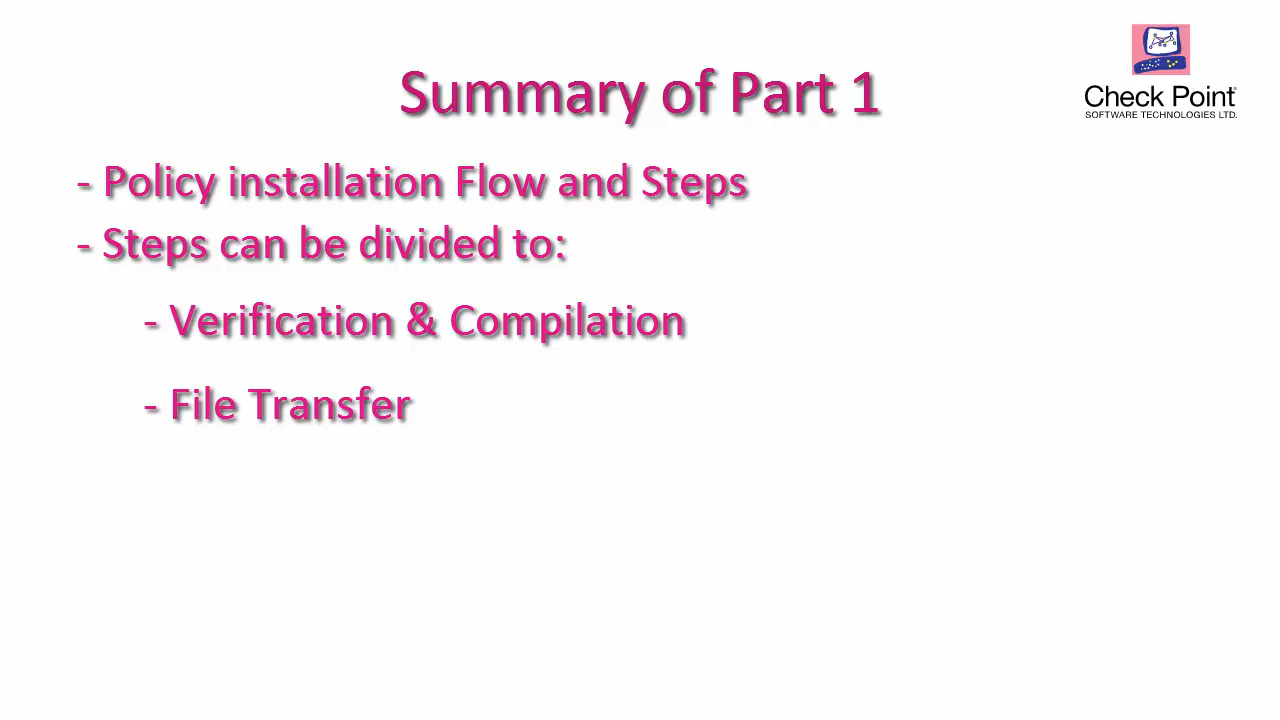 Summary of Part 1
Check Point
SOFTWARE TECHNOLOGIES LTD.
- Policy installation Flow and Steps
- Steps can be divided to:
- Verification & Compilation
- File Transfer